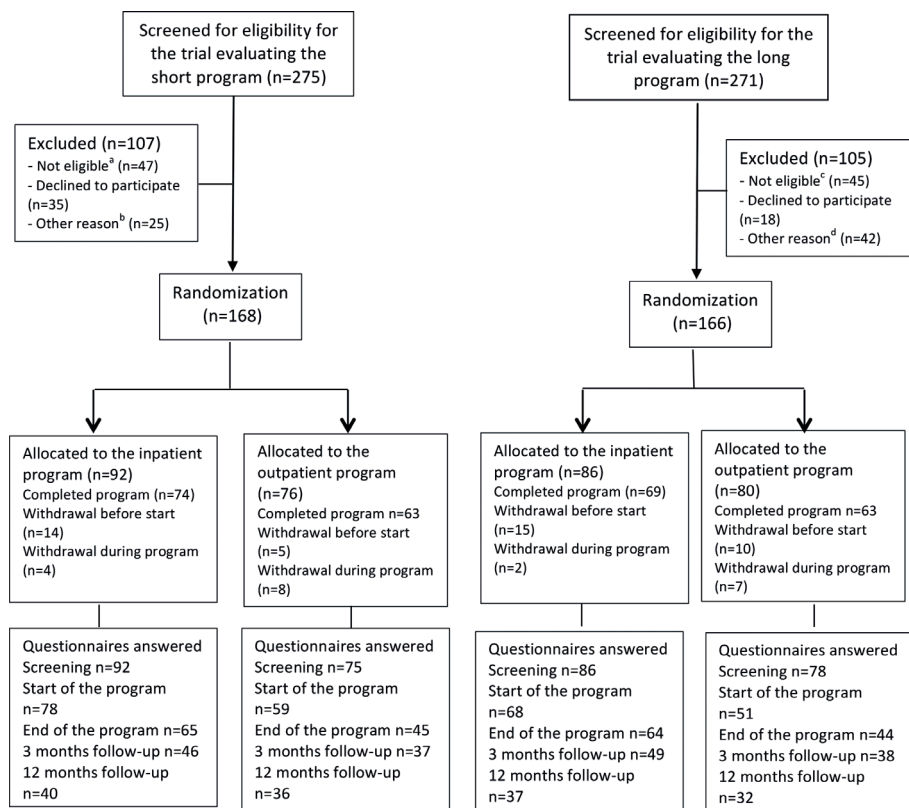 Screened for eligibility for
the trial evaluating the
short program (n=275)
Screened for eligibility for the
trial evaluating the long
program (n=271)
Excluded (n=107)
- Not eligibleᵃ (n=47)
- Declined to participate
(n=35)
- Other reasonᵇ (n=25)
Excluded (n=105)
- Not eligibleᶜ (n=45)
- Declined to participate
(n=18)
- Other reasonᵈ (n=42)
Randomization
(n=168)
Randomization
(n=166)
Allocated to the inpatient
program (n=92)
Completed program (n=74)
Withdrawal before start
(n=14)
Withdrawal during program
(n=4)
Allocated to the
outpatient program
(n=76)
Completed program n=63
Withdrawal before start
(n=5)
Withdrawal during program
(n=8)
Allocated to the inpatient
program (n=86)
Completed program (n=69)
Withdrawal before start
(n=15)
Withdrawal during program
(n=2)
Allocated to the
outpatient program
(n=80)
Completed program n=63
Withdrawal before start
(n=10)
Withdrawal during program
(n=7)
Questionnaires answered
Screening n=92
Start of the program
n=78
End of the program n=65
3 months follow-up n=46
12 months follow-up
n=40
Questionnaires answered
Screening n=75
Start of the program
n=59
End of the program n=45
3 months follow-up n=37
12 months follow-up
n=36
Questionnaires answered
Screening n=86
Start of the program
n=68
End of the program n=64
3 months follow-up n=49
12 months follow-up
n=37
Questionnaires answered
Screening n=78
Start of the program
n=51
End of the program n=44
3 months follow-up n=38
12 months follow-up
n=32